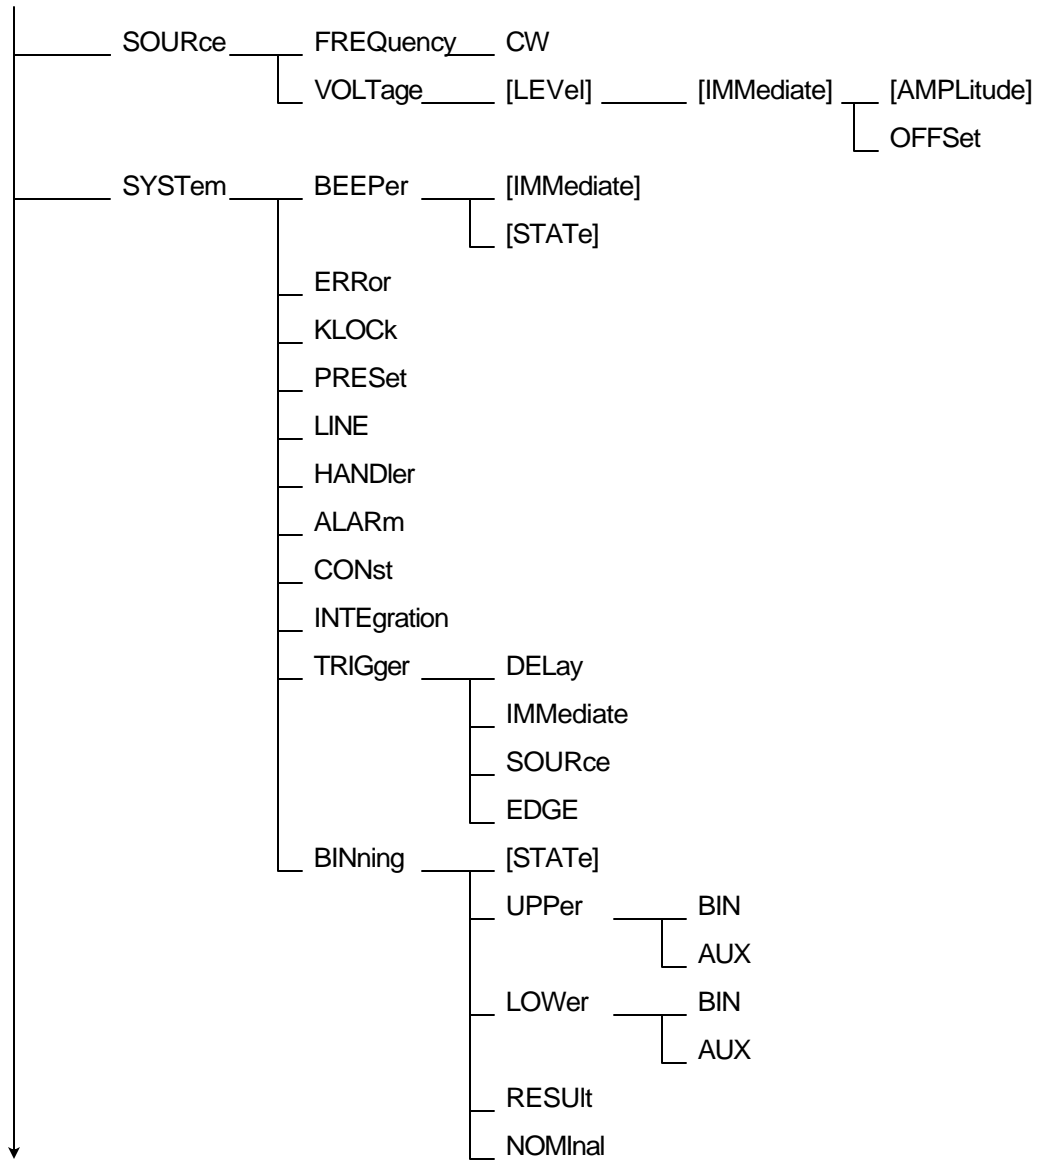 SOURce FREQuency CW
VOLTage [LEVel] [IMMediate] [AMPLitude]
OFFSet
SYSTem BEEPer [IMMediate]
[STATe]
ERRor
KLOCk
PRESet
LINE
HANDler
ALARm
CONst
INTEgration
TRIGger DELay
IMMediate
SOURce
EDGE
BINning [STATe]
UPPer BIN
AUX
LOWer BIN
AUX
RESUlt
NOMInal